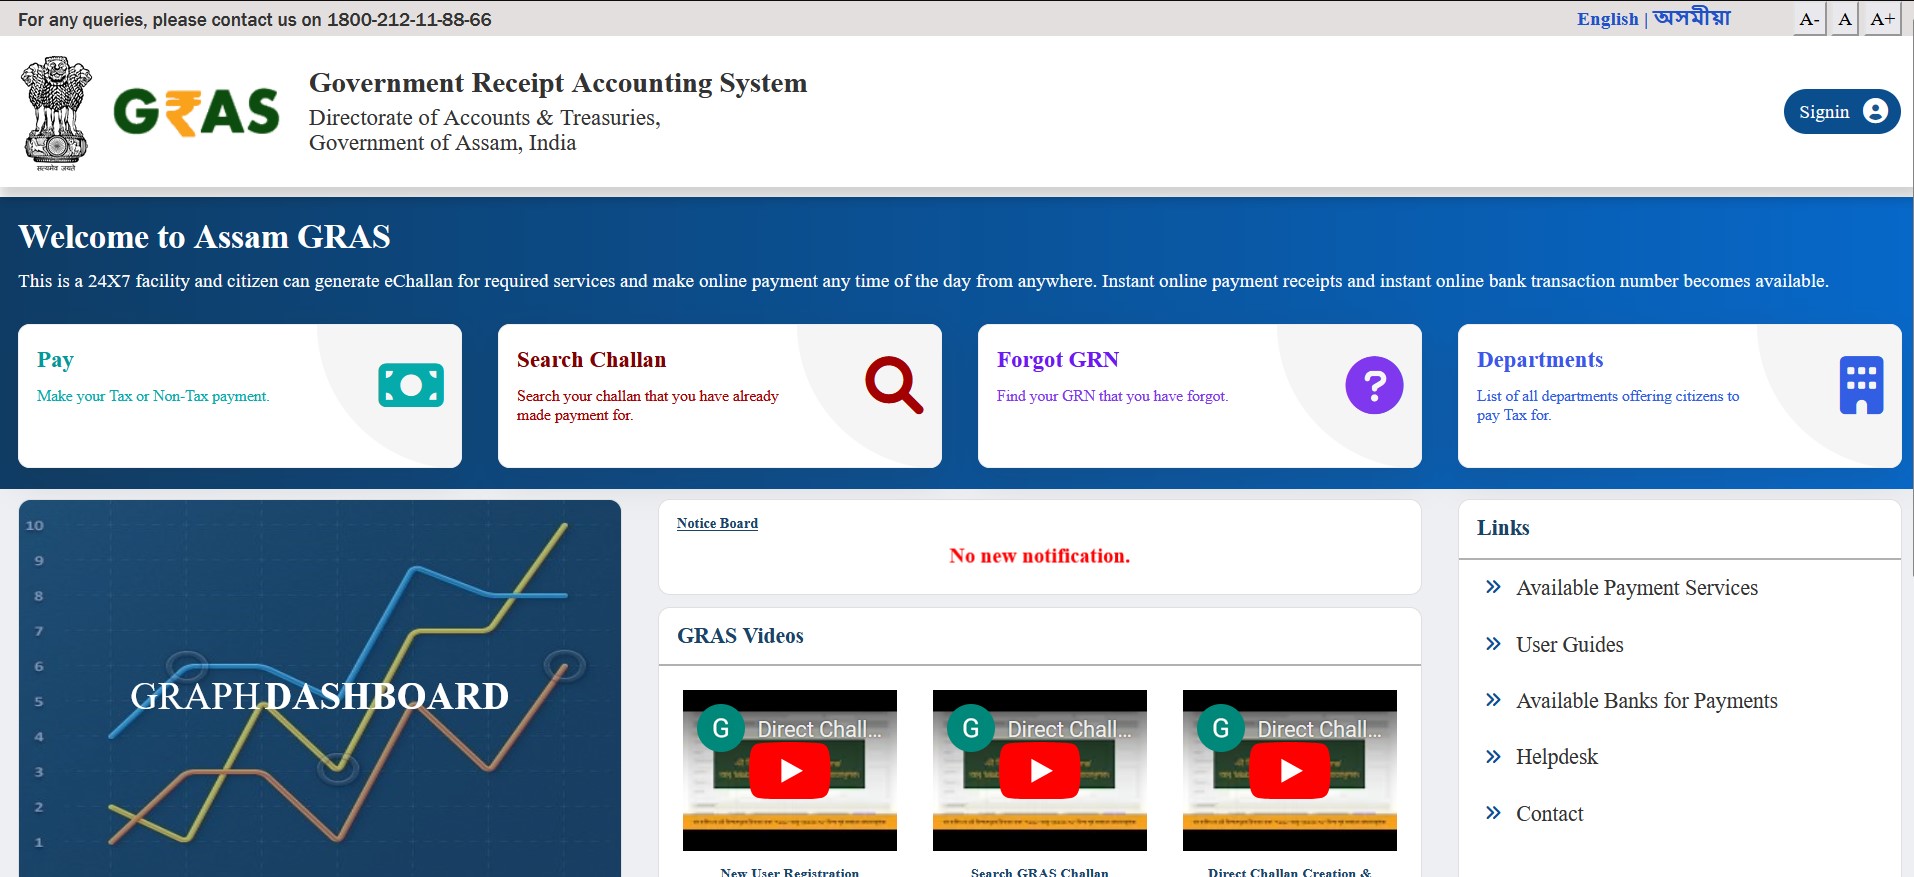 For any queries, please contact us on 1800-212-11-88-66
English | অসমীয়া
A- A A+
सत्यमेव जयते
GRAS
Government Receipt Accounting System
Directorate of Accounts & Treasuries,
Government of Assam, India
Signin
Welcome to Assam GRAS
This is a 24X7 facility and citizen can generate eChallan for required services and make online payment any time of the day from anywhere. Instant online payment receipts and instant online bank transaction number becomes available.
Pay
Make your Tax or Non-Tax payment.
Search Challan
Search your challan that you have already
made payment for.
Forgot GRN
Find your GRN that you have forgot.
Departments
List of all departments offering citizens to
pay Tax for.
10
9
8
7
6
5
4
3
2
1
GRAPH DASHBOARD
Notice Board
No new notification.
GRAS Videos
G Direct Chall...
G Direct Chall...
G Direct Chall...
New User Registration
Search GRAS Challan
Direct Challan Creation &
Links
Available Payment Services
User Guides
Available Banks for Payments
Helpdesk
Contact